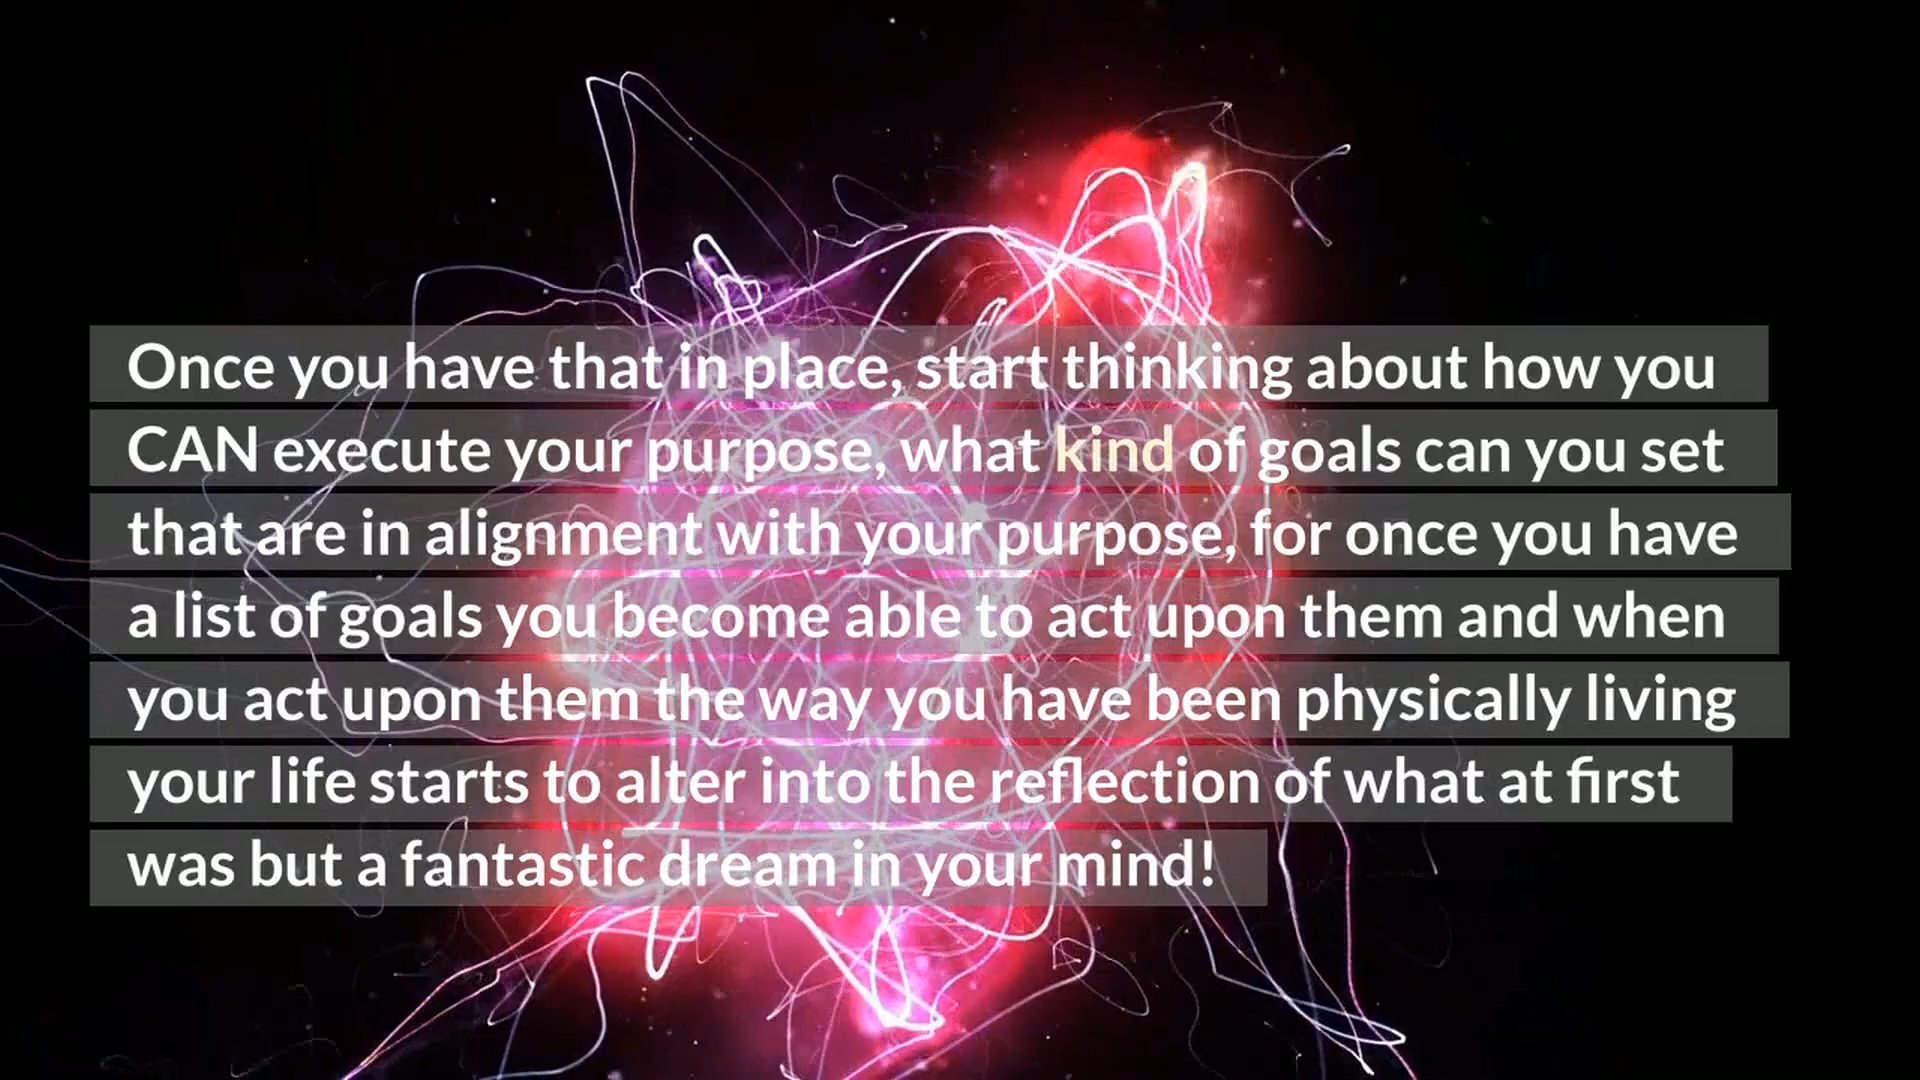 Once you have that in place, start thinking about how you
CAN execute your purpose, what kind of goals can you set
that are in alignment with your purpose, for once you have
a list of goals you become able to act upon them and when
you act upon them the way you have been physically living
your life starts to alter into the reflection of what at first
was but a fantastic dream in your mind!